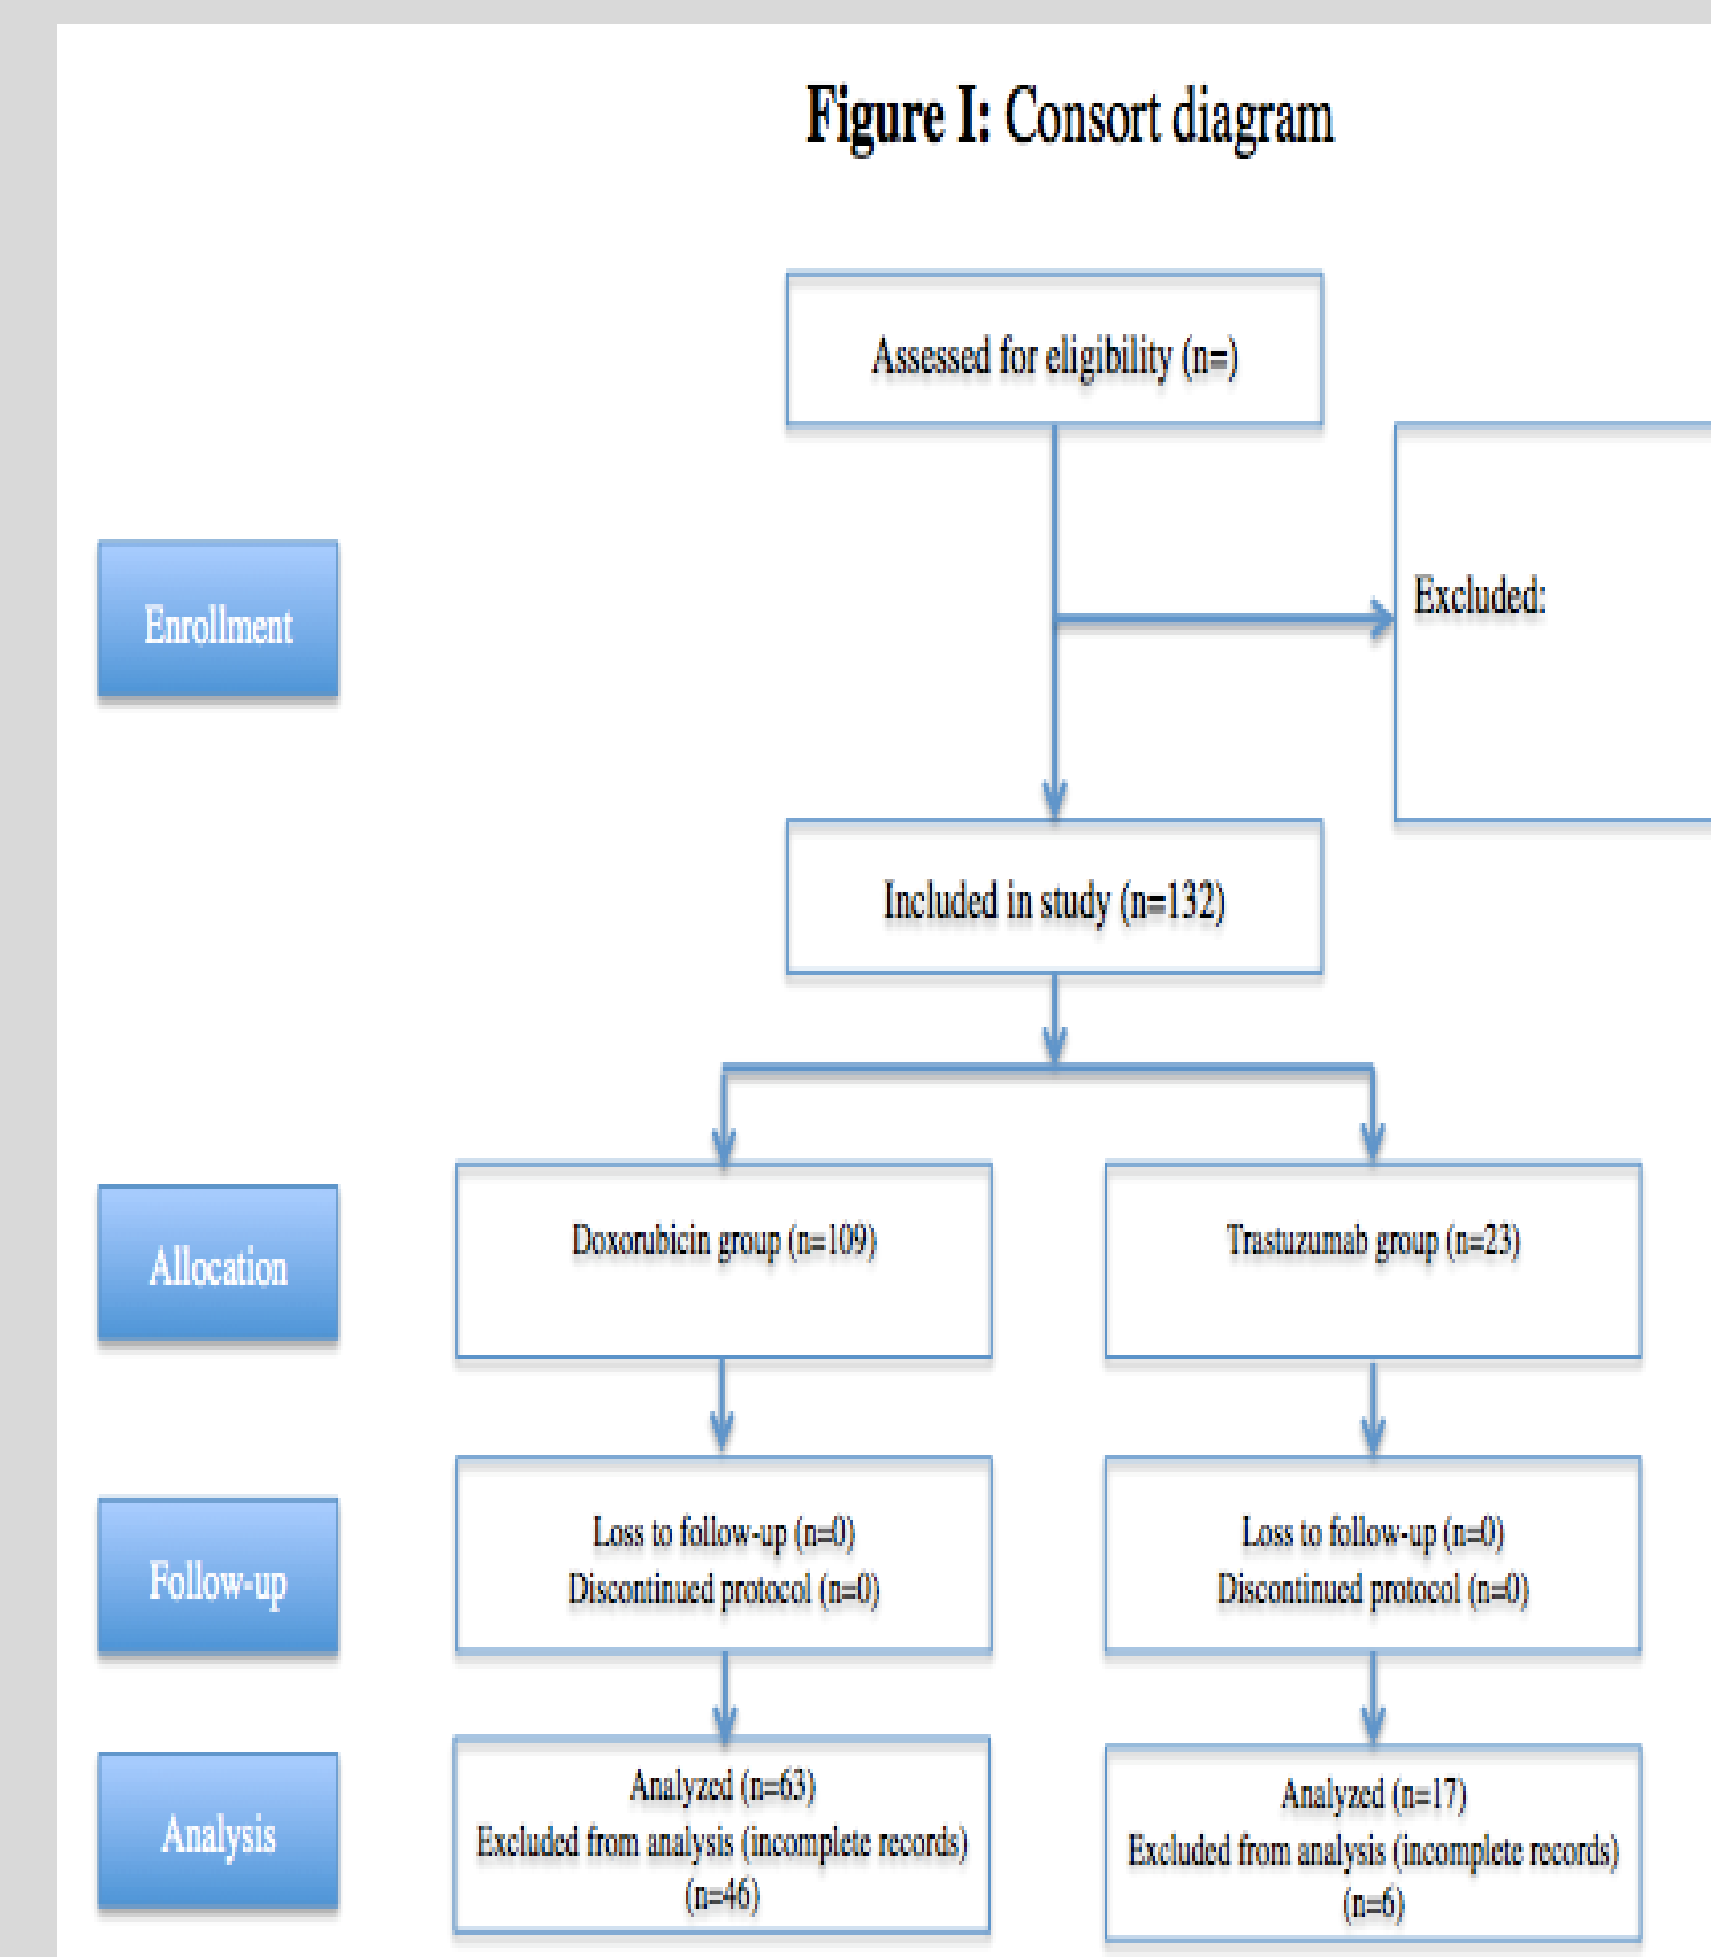 Figure I: Consort diagram
Assessed for eligibility (n=)
Enrollment
Excluded:
Included in study (n=132)
Allocation
Doxorubicin group (n=109)
Trastuzumab group (n=23)
Follow-up
Loss to follow-up (n=0)
Discontinued protocol (n=0)
Loss to follow-up (n=0)
Discontinued protocol (n=0)
Analysis
Analyzed (n=63)
Excluded from analysis (incomplete records)
(n=46)
Analyzed (n=17)
Excluded from analysis (incomplete records)
(n=6)